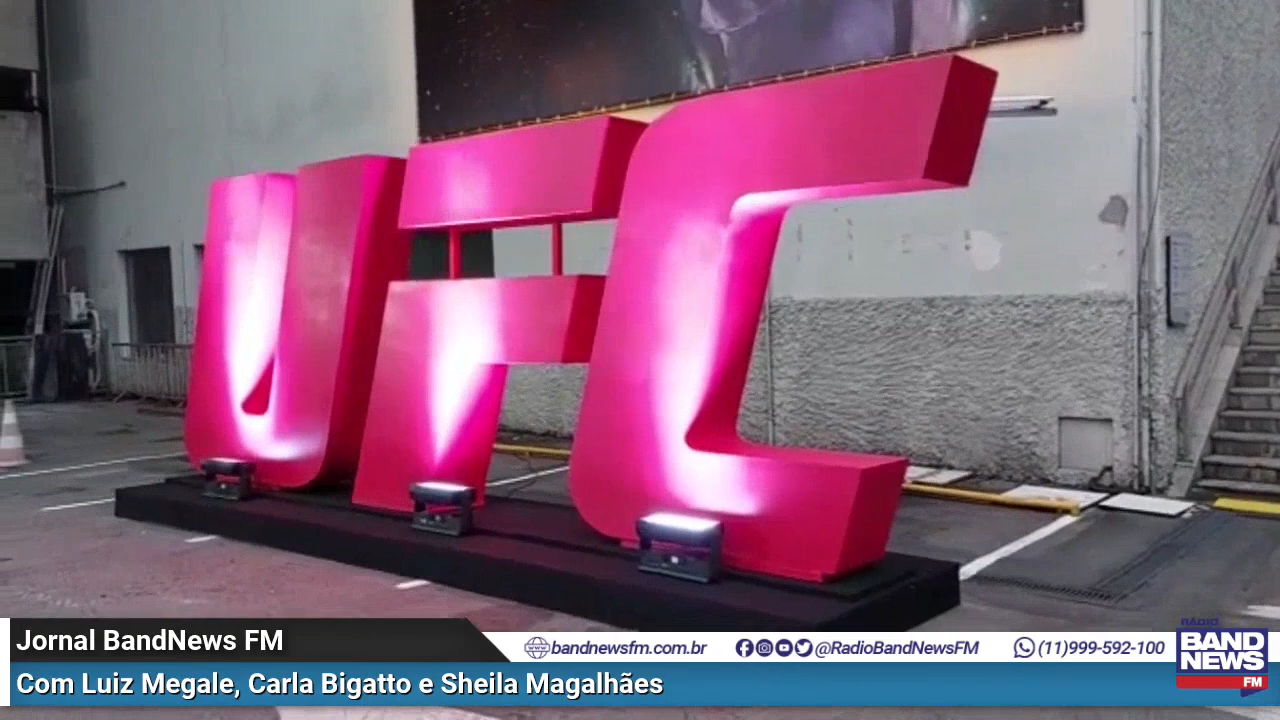 UFC
Jornal BandNews FM
bandnewsfm.com.br
@RadioBandNewsFM
(11)999-592-100
RÁDIO
BAND
NEWS
FM
Com Luiz Megale, Carla Bigatto e Sheila Magalhães